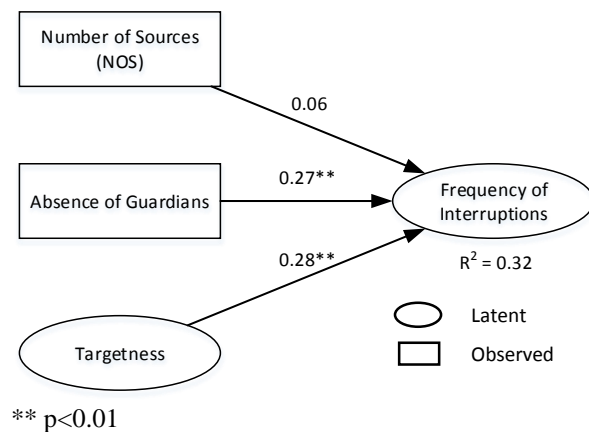 Number of Sources
(NOS)
0.06
Absence of Guardians
0.27**
Frequency of
Interruptions
0.28**
R² = 0.32
Latent
Targetness
Observed
** p<0.01